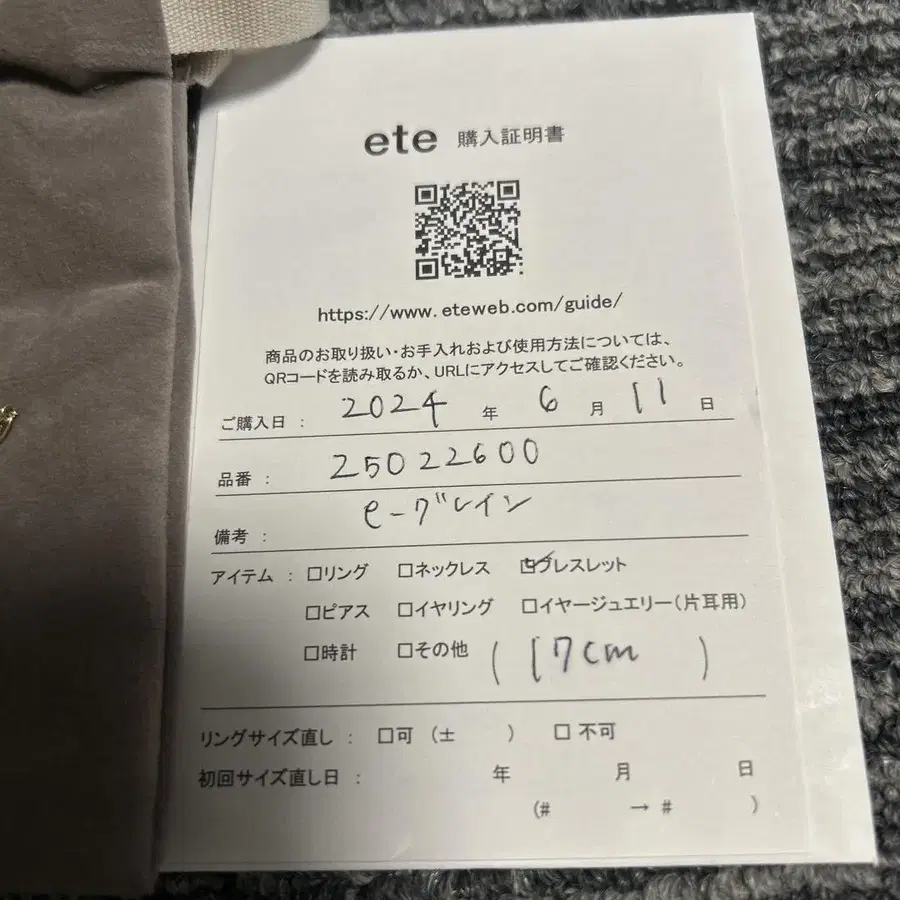 ete 購入証明書
https://www.eteweb.com/guide/
商品のお取り扱い・お手入れおよび使用方法については、
QRコードを読み取るか、URLにアクセスしてご確認ください。
ご購入日 : 2024 年 6 月 11 日
品番 : 25022600
備考 : e-グレイン
アイテム : □リング □ネックレス ☑ブレスレット
□ピアス □イヤリング □イヤージュエリー(片耳用)
□時計 □その他 ( 17cm )
リングサイズ直し : □可 (± ) □不可
初回サイズ直し日 : 年 月 日
(# → # )